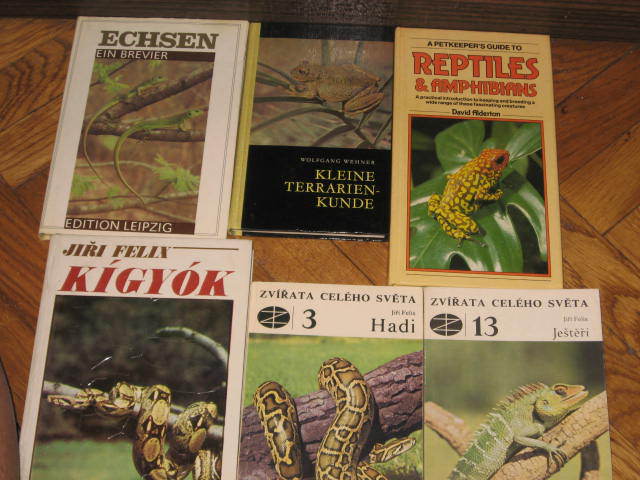 ECHSEN
EIN BREVIER
EDITION LEIPZIG
WOLFGANG WEHNER
KLEINE
TERRARIEN-
KUNDE
A PETKEEPER'S GUIDE TO
REPTILES
& AMPHIBIANS
A practical introduction to keeping and breeding a
wide range of these fascinating creatures
David Alderton
JIŘI FELIX
KÍGYÓK
ZVÍŘATA CELÉHO SVĚTA
3
Jiří Felix
Hadi
ZVÍŘATA CELÉHO SVĚTA
13
Jiří Felix
Ještěři